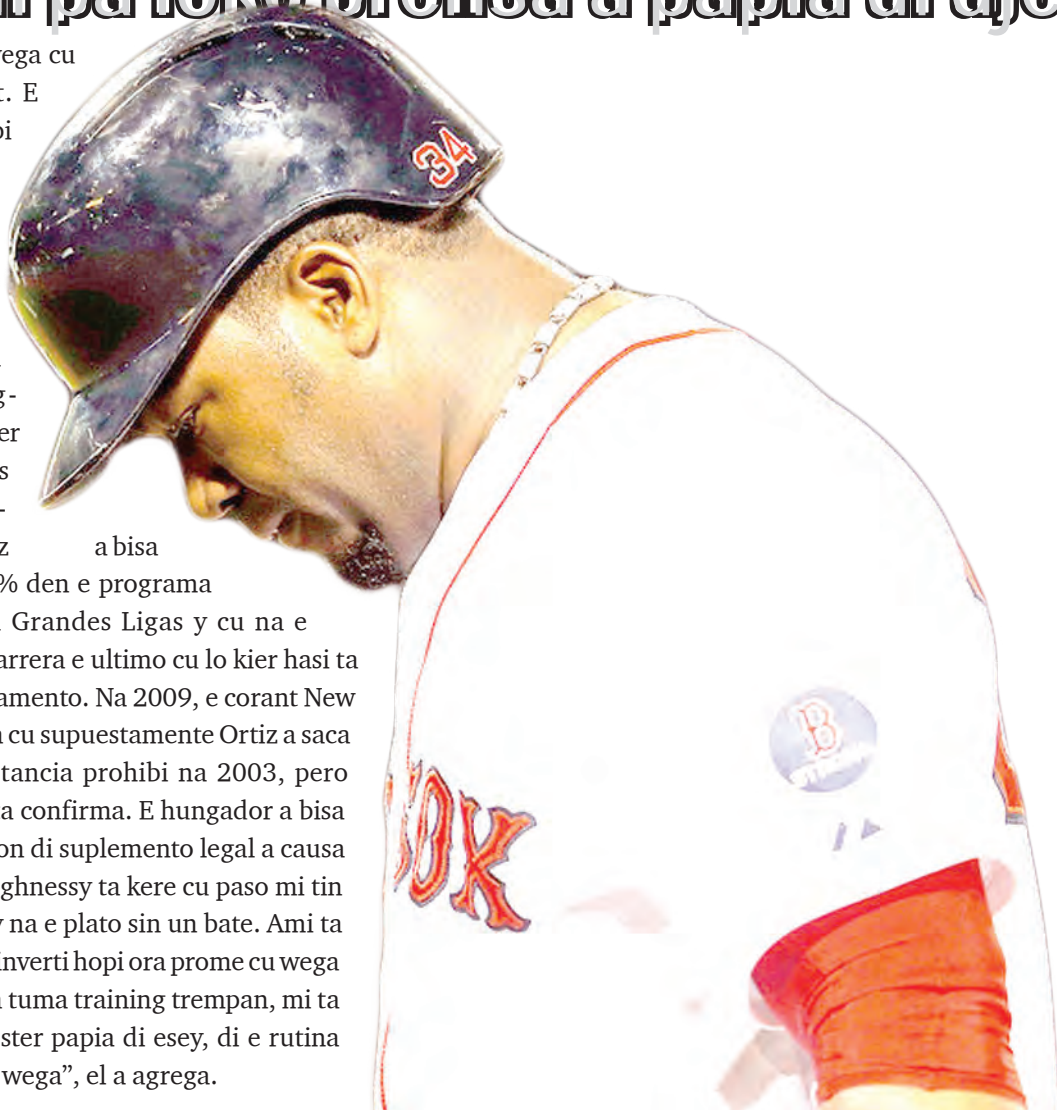 wega cu
t. E
pi
g-
er
s
-
z a bisa
% den e programa
Grandes Ligas y cu na e
arrera e ultimo cu lo kier hasi ta
amento. Na 2009, e corant New
cu supuestamente Ortiz a saca
tancia prohibi na 2003, pero
ta confirma. E hungador a bisa
on di suplemento legal a causa
ghnessy ta kere cu paso mi tin
na e plato sin un bate. Ami ta
inverti hopi ora prome cu wega
tuma training trempan, mi ta
ster papia di esey, di e rutina
wega”, el a agrega.
34
B
OX